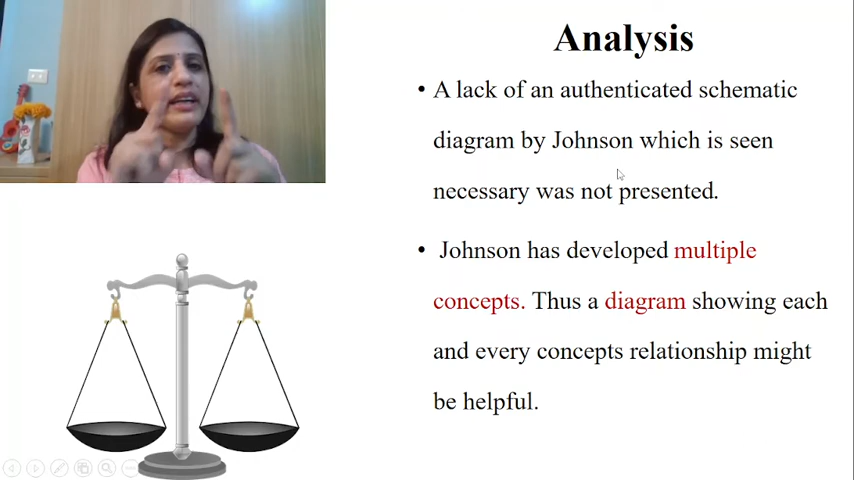 Analysis
• A lack of an authenticated schematic
diagram by Johnson which is seen
necessary was not presented.
• Johnson has developed multiple
concepts. Thus a diagram showing each
and every concepts relationship might
be helpful.